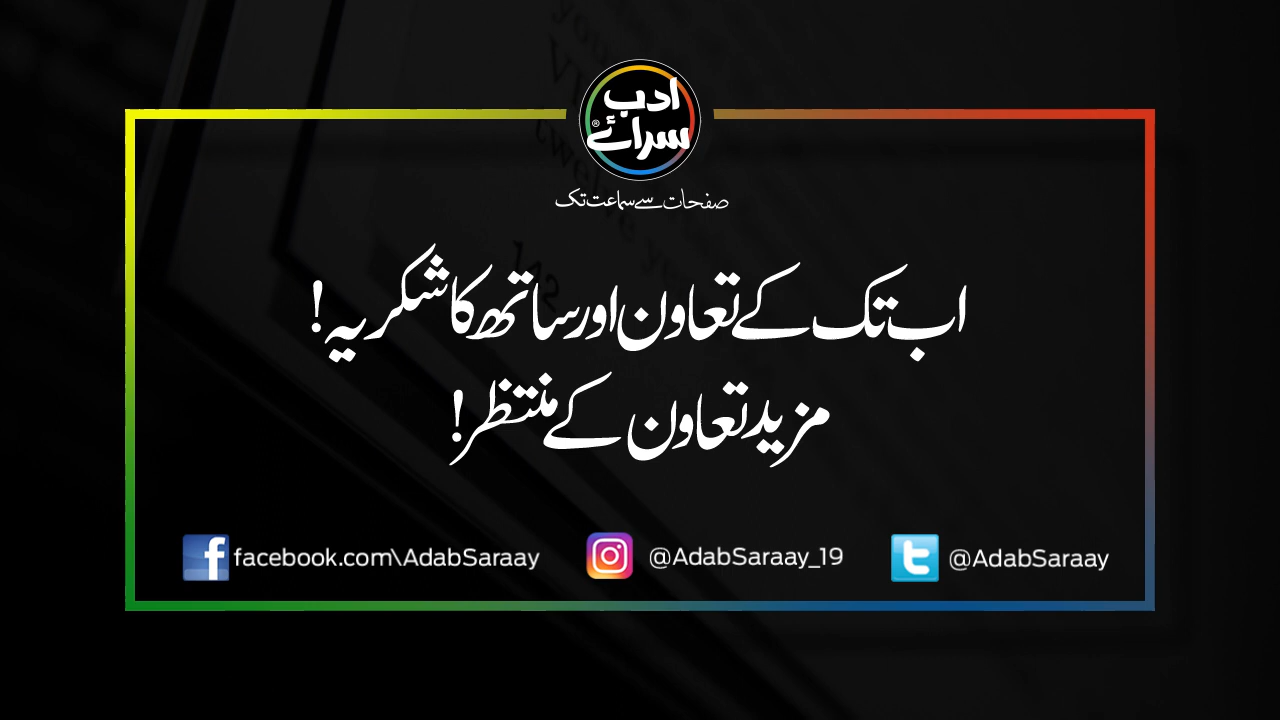 ادب
سرائے®
صفحات سے سماعت تک
اب تک کے تعاون اور ساتھ کا شکریہ!
مزید تعاون کے منتظر!
facebook.com\AdabSaraay
@AdabSaraay_19
@AdabSaraay